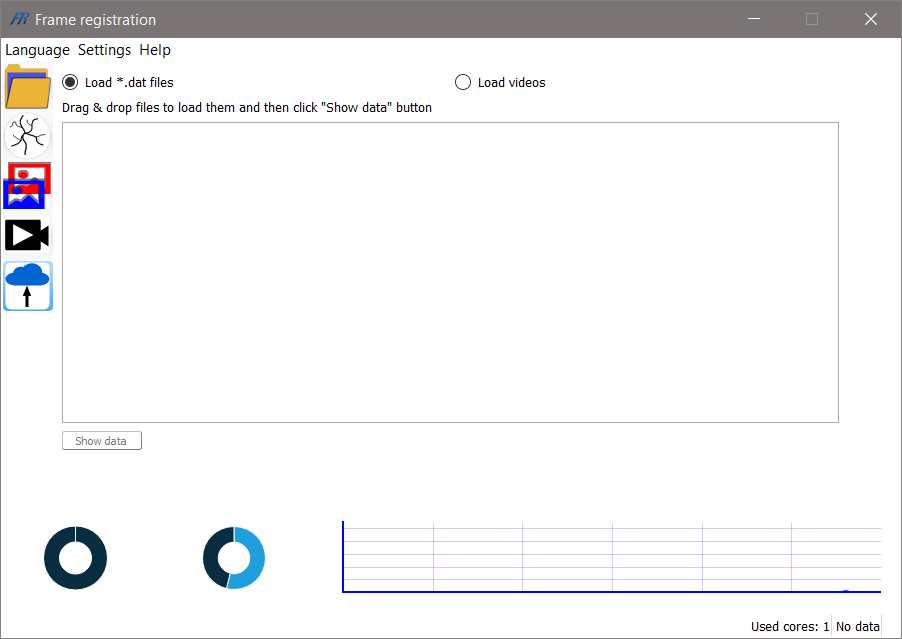 FR Frame registration
Language Settings Help
Load *.dat files Load videos
Drag & drop files to load them and then click "Show data" button
Show data
Used cores: 1 No data